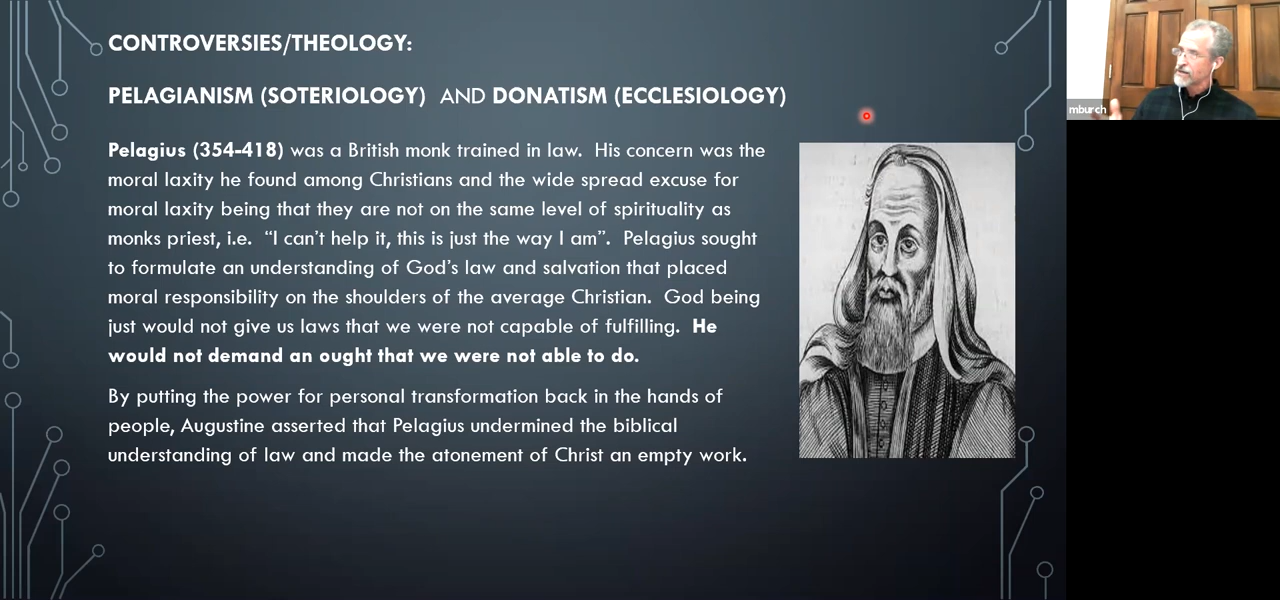 CONTROVERSIES/THEOLOGY:
PELAGIANISM (SOTERIOLOGY) AND DONATISM (ECCLESIOLOGY)
Pelagius (354-418) was a British monk trained in law. His concern was the
moral laxity he found among Christians and the wide spread excuse for
moral laxity being that they are not on the same level of spirituality as
monks priest, i.e. “I can’t help it, this is just the way I am”. Pelagius sought
to formulate an understanding of God’s law and salvation that placed
moral responsibility on the shoulders of the average Christian. God being
just would not give us laws that we were not capable of fulfilling. He
would not demand an ought that we were not able to do.
By putting the power for personal transformation back in the hands of
people, Augustine asserted that Pelagius undermined the biblical
understanding of law and made the atonement of Christ an empty work.
mburch